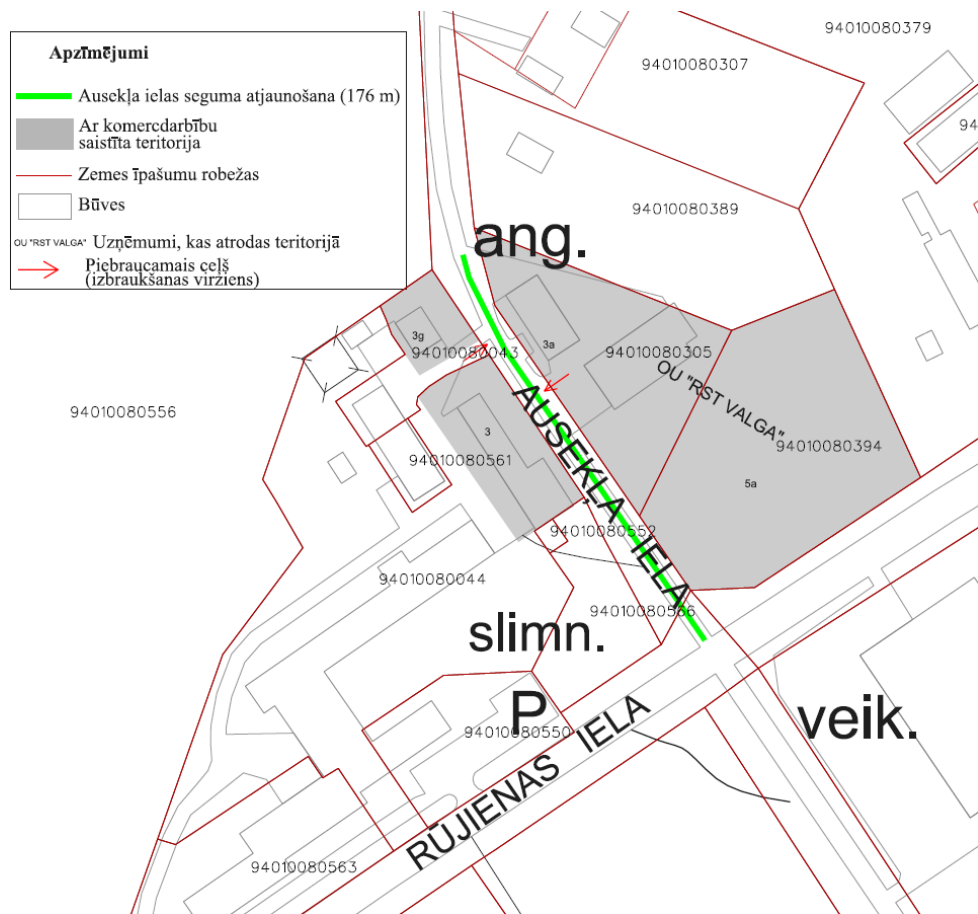 Apzīmējumi
Ausekļa ielas seguma atjaunošana (176 m)
Ar komercdarbību
saistīta teritorija
Zemes īpašumu robežas
Būves
OU "RST VALGA" Uzņēmumi, kas atrodas teritorijā
Piebraucamais ceļš
(izbraukšanas virziens)
94010080379
94010080307
94
94010080389
ang.
3g
94010080043
3a
94010080305
OU "RST VALGA"
94010080556
AUSEKĻA IELA
3
94010080561
94010080394
5a
94010080552
94010080044
94010080566
slimn.
P
94010080550
veik.
RŪJIENAS IELA
94010080563